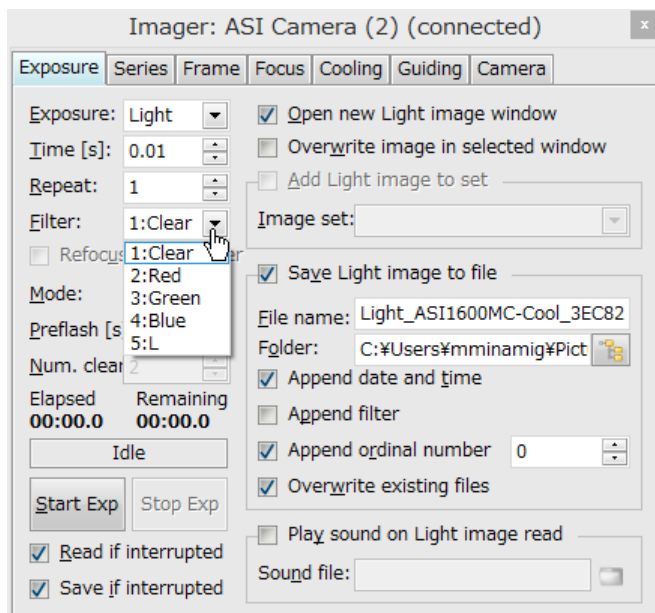 Imager: ASI Camera (2) (connected)
x
Exposure Series Frame Focus Cooling Guiding Camera
Exposure: Light
Time [s]: 0.01
Repeat: 1
Filter: 1:Clear
1:Clear
2:Red
3:Green
4:Blue
5:L
Refocus er
Mode:
Preflash [s
Num. clear 2
Elapsed Remaining
00:00.0 00:00.0
Idle
Start Exp Stop Exp
Read if interrupted
Save if interrupted
Open new Light image window
Overwrite image in selected window
Add Light image to set
Image set:
Save Light image to file
File name: Light_ASI1600MC-Cool_3EC82
Folder: C:¥Users¥mminamig¥Pict
Append date and time
Append filter
Append ordinal number 0
Overwrite existing files
Play sound on Light image read
Sound file: